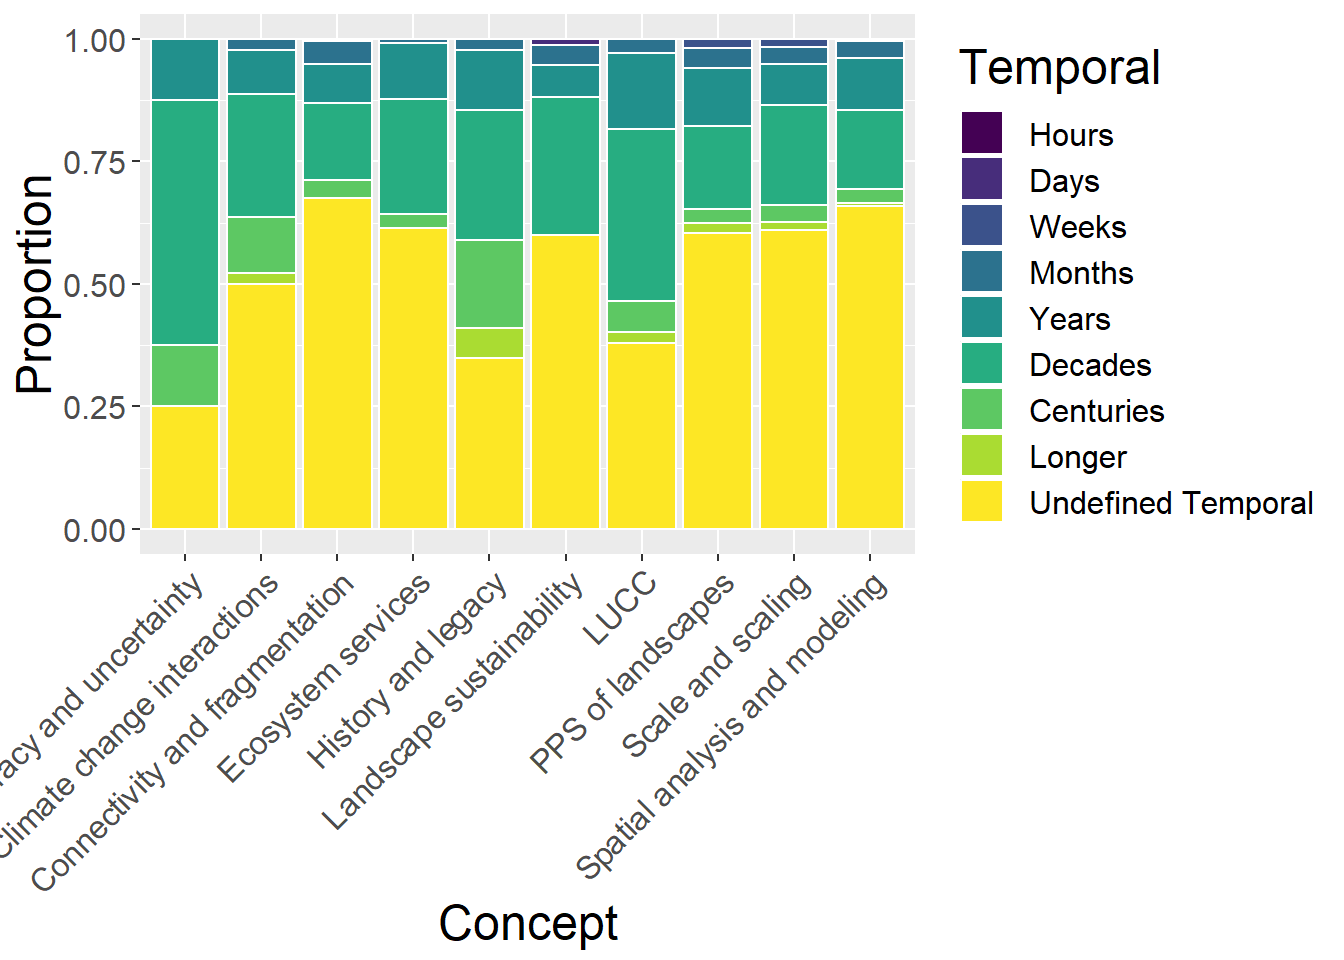 1.00
0.75
0.50
0.25
0.00
Proportion
and uncertainty
Climate change interactions
Connectivity and fragmentation
Ecosystem services
History and legacy
Landscape sustainability
LUCC
PPS of landscapes
Scale and scaling
Spatial analysis and modeling
Concept
Temporal
Hours
Days
Weeks
Months
Years
Decades
Centuries
Longer
Undefined Temporal